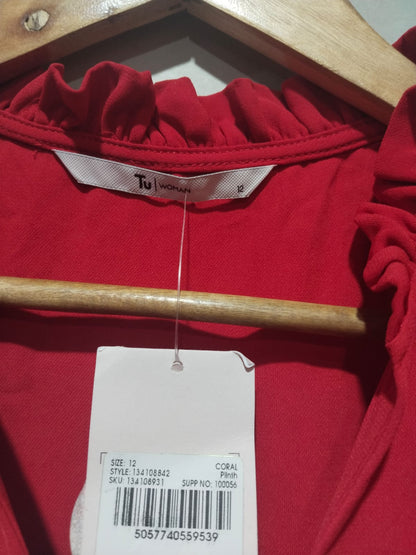 Tu | WOMAN 12
SIZE: 12 CORAL
STYLE: 134108842 Plinth
SKU: 134108931 SUPP NO: 100056
5057740559539